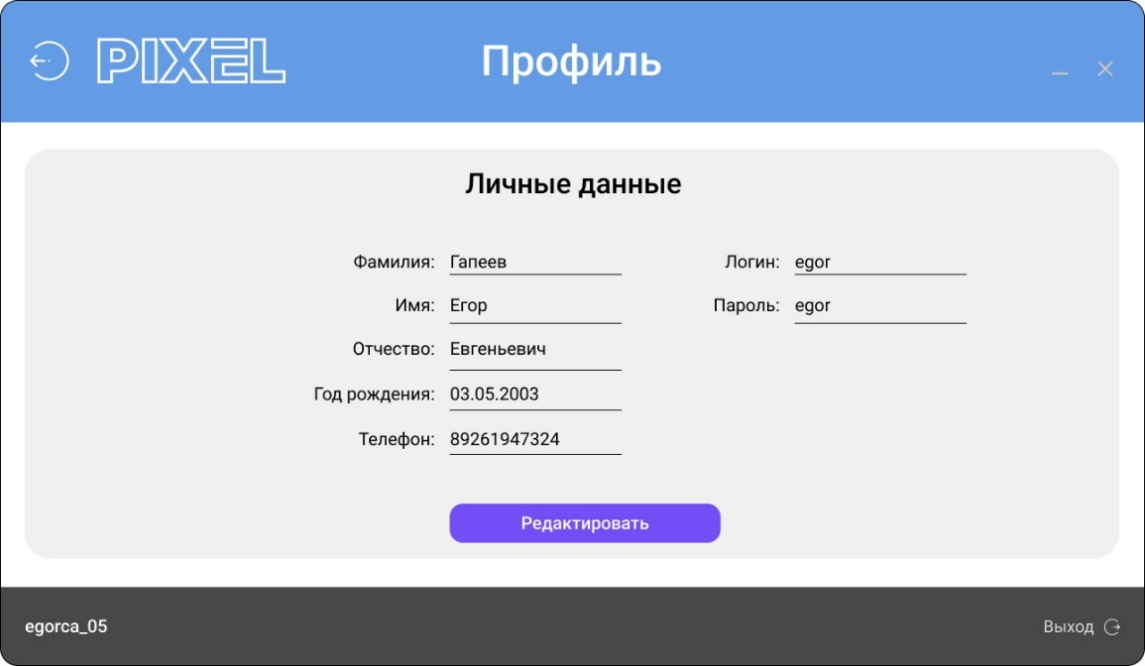 PIXEL Профиль
Личные данные
Фамилия: Гапеев Логин: egor
Имя: Егор Пароль: egor
Отчество: Евгеньевич
Год рождения: 03.05.2003
Телефон: 89261947324
Редактировать
egorca_05 Выход